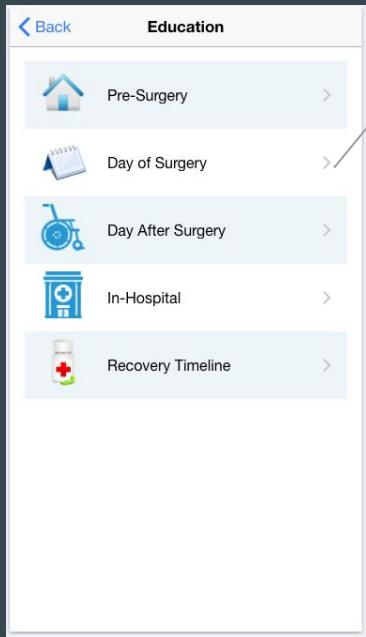 Back
Education
Pre-Surgery
Day of Surgery
Day After Surgery
In-Hospital
Recovery Timeline